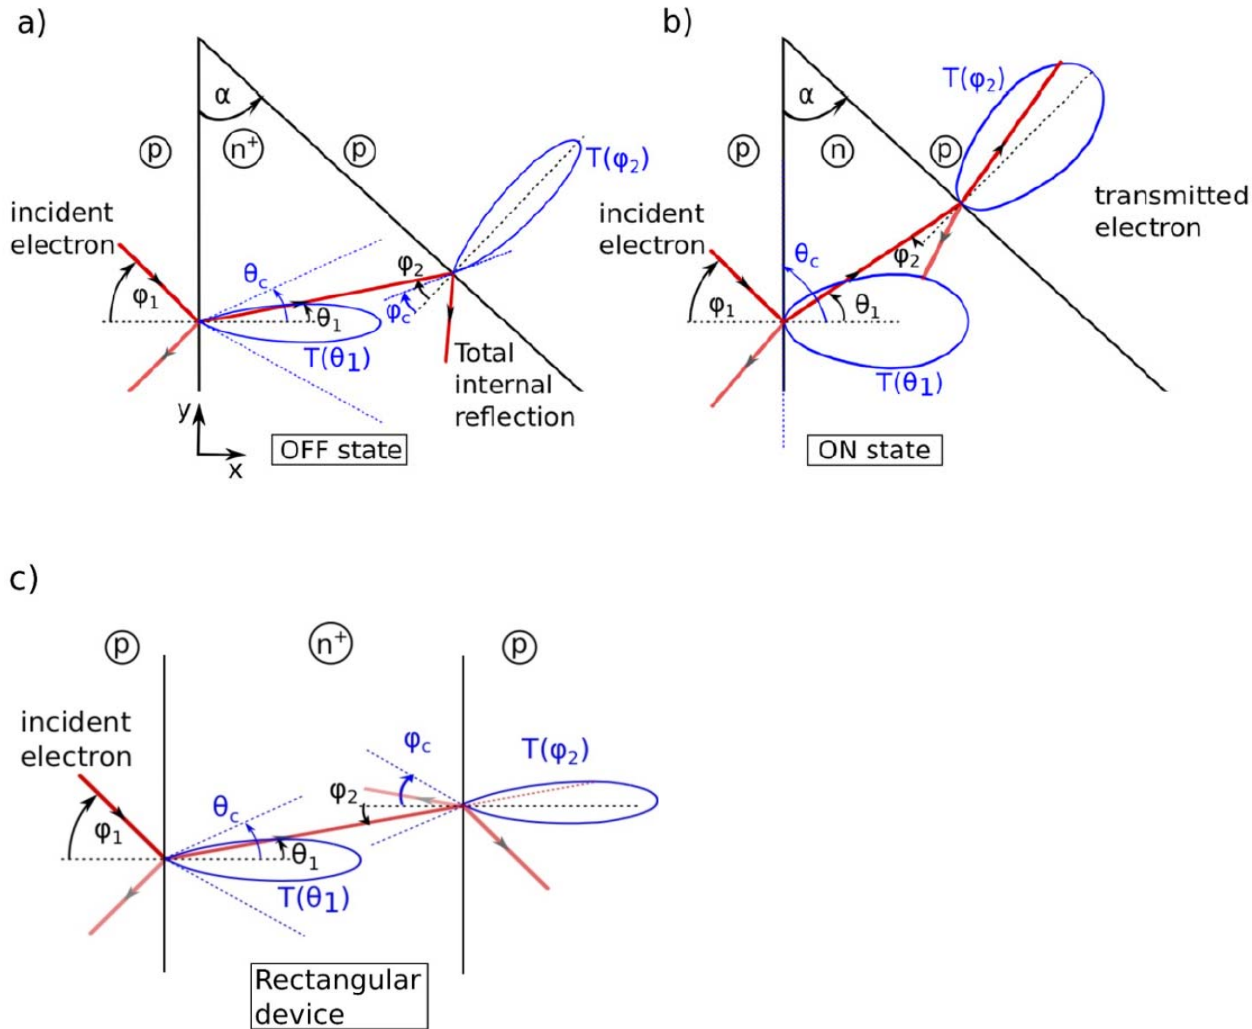 a)
α
p
n⁺
p
T(φ₂)
incident
electron
φ₁
θc
θ₁
φ₂
φc
T(θ1)
Total
internal
reflection
y
x
OFF state
b)
α
T(φ₂)
p
n
p
transmitted
electron
incident
electron
φ₁
θc
θ₁
φ₂
T(θ1)
ON state
c)
p
n⁺
p
incident
electron
φ₁
θc
θ₁
φ₂
φc
T(φ₂)
T(θ1)
Rectangular
device